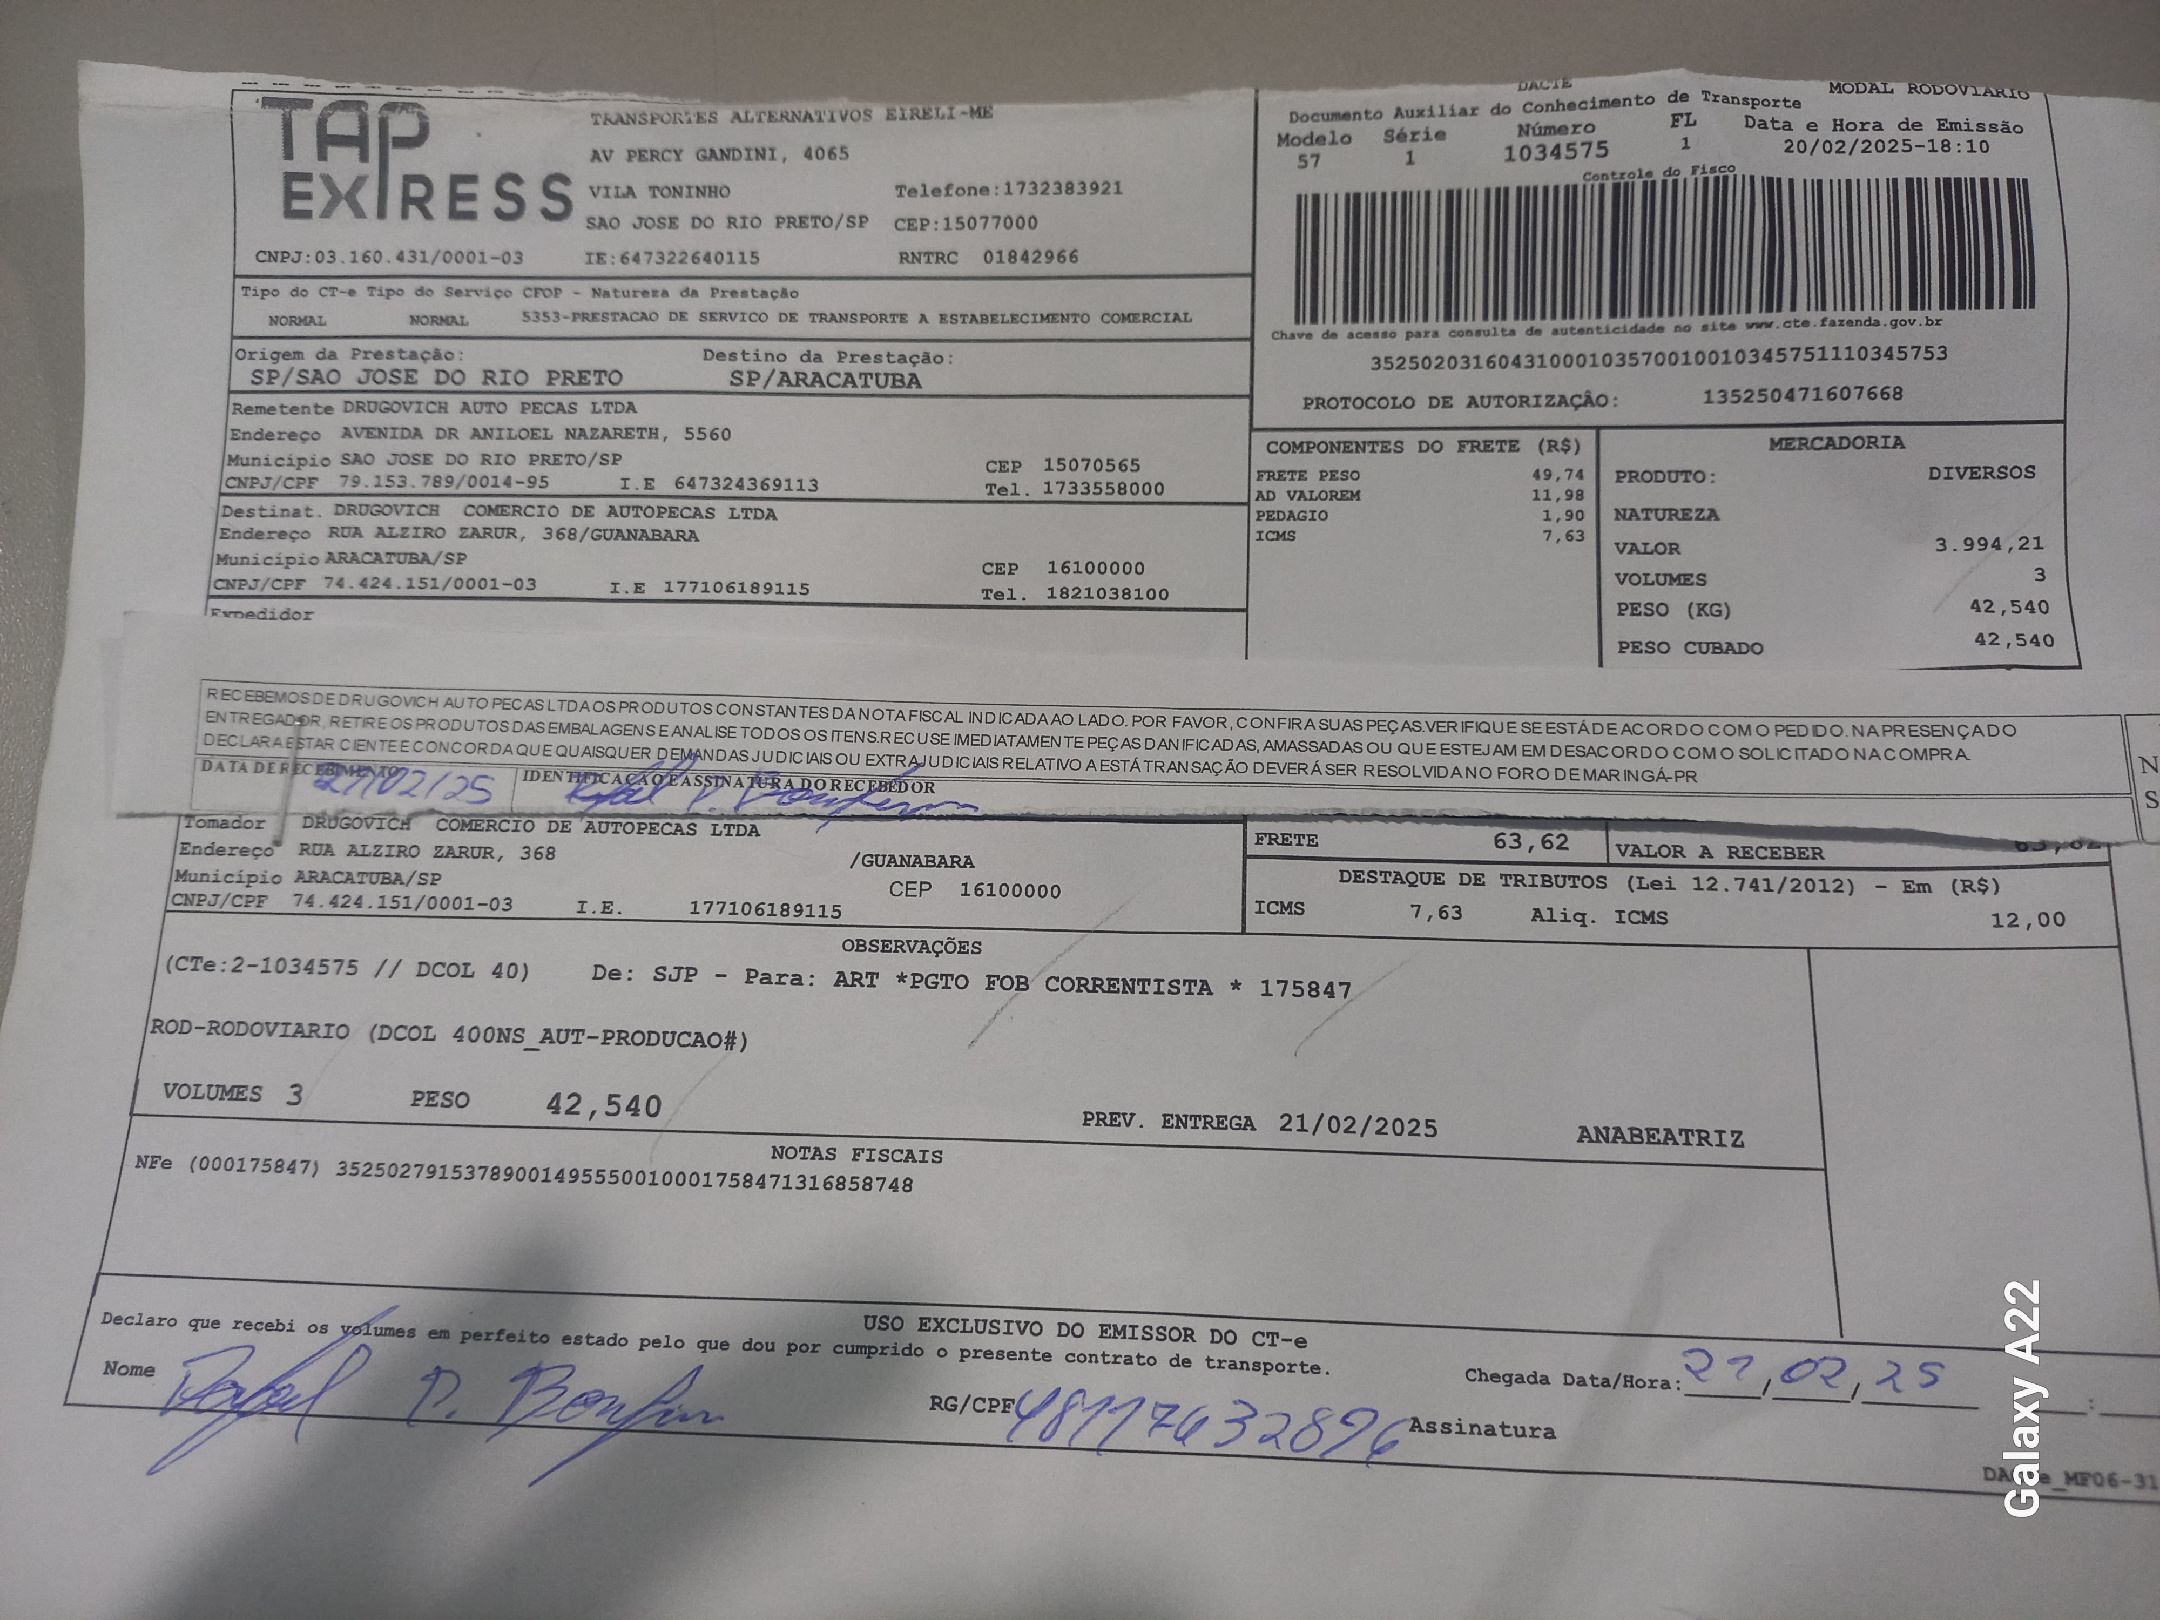 TAP
EXPRESS
TRANSPORTES ALTERNATIVOS EIRELI-ME
AV PERCY GANDINI, 4065
VILA TONINHO Telefone:1732383921
SAO JOSE DO RIO PRETO/SP CEP:15077000
CNPJ:03.160.431/0001-03 IE:647322640115 RNTRC 01842966
DACTE MODAL RODOVIARIO
Documento Auxiliar do Conhecimento de Transporte
Modelo Série Número FL Data e Hora de Emissão
57 1 1034575 1 20/02/2025-18:10
Controle do Fisco
Chave de acesso para consulta de autenticidade no site www.cte.fazenda.gov.br
35250203160431000103570010010345751110345753
PROTOCOLO DE AUTORIZAÇÂO: 135250471607668
Tipo do CT-e Tipo do Serviço CFOP - Natureza da Prestação
NORMAL NORMAL 5353-PRESTACAO DE SERVICO DE TRANSPORTE A ESTABELECIMENTO COMERCIAL
Origem da Prestação: Destino da Prestação:
SP/SAO JOSE DO RIO PRETO SP/ARACATUBA
Remetente DRUGOVICH AUTO PECAS LTDA
Endereço AVENIDA DR ANILOEL NAZARETH, 5560
Município SAO JOSE DO RIO PRETO/SP CEP 15070565
CNPJ/CPF 79.153.789/0014-95 I.E 647324369113 Tel. 1733558000
Destinat. DRUGOVICH COMERCIO DE AUTOPECAS LTDA
Endereço RUA ALZIRO ZARUR, 368/GUANABARA
Município ARACATUBA/SP CEP 16100000
CNPJ/CPF 74.424.151/0001-03 I.E 177106189115 Tel. 1821038100
Expedidor
COMPONENTES DO FRETE (R$)
FRETE PESO 49,74
AD VALOREM 11,98
PEDAGIO 1,90
ICMS 7,63
MERCADORIA
PRODUTO: DIVERSOS
NATUREZA
VALOR 3.994,21
VOLUMES 3
PESO (KG) 42,540
PESO CUBADO 42,540
RECEBEMOS DE DRUGOVICH AUTO PECAS LTDA OS PRODUTOS CONSTANTES DA NOTA FISCAL INDICADA AO LADO. POR FAVOR, CONFIRA SUAS PEÇAS.VERIFIQUE SE ESTÁ DE ACORDO COM O PEDIDO. NA PRESENÇA DO
ENTREGADOR, RETIRE OS PRODUTOS DAS EMBALAGENS E ANALISE TODOS OS ITENS.RECUSE IMEDIATAMENTE PEÇAS DANIFICADAS, AMASSADAS OU QUE ESTEJAM EM DESACORDO COM O SOLICITADO NA COMPRA.
DECLARA ESTAR CIENTE E CONCORDA QUE QUAISQUER DEMANDAS JUDICIAIS OU EXTRAJUDICIAIS RELATIVO A ESTÁ TRANSAÇÃO DEVERÁ SER RESOLVIDA NO FORO DE MARINGÁ-PR
DATA DE RECEBIMENTO IDENTIFICAÇÃO E ASSINATURA DO RECEBEDOR
21/02/25 Rafael P. Bonfim
N
S
Tomador DRUGOVICH COMERCIO DE AUTOPECAS LTDA
Endereço RUA ALZIRO ZARUR, 368 /GUANABARA
Município ARACATUBA/SP CEP 16100000
CNPJ/CPF 74.424.151/0001-03 I.E. 177106189115
FRETE 63,62 VALOR A RECEBER 63,62
DESTAQUE DE TRIBUTOS (Lei 12.741/2012) - Em (R$)
ICMS 7,63 Aliq. ICMS 12,00
OBSERVAÇÕES
(CTe:2-1034575 // DCOL 40) De: SJP - Para: ART *PGTO FOB CORRENTISTA * 175847
ROD-RODOVIARIO (DCOL 400NS_AUT-PRODUCAO#)
VOLUMES 3 PESO 42,540 PREV. ENTREGA 21/02/2025 ANABEATRIZ
NOTAS FISCAIS
NFe (000175847) 35250279153789001495550010001758471316858748
USO EXCLUSIVO DO EMISSOR DO CT-e
Declaro que recebi os volumes em perfeito estado pelo que dou por cumprido o presente contrato de transporte.
Nome Rafael P. Bonfim RG/CPF 48117632896 Assinatura
Chegada Data/Hora: 21,02,25 :
Galaxy A22